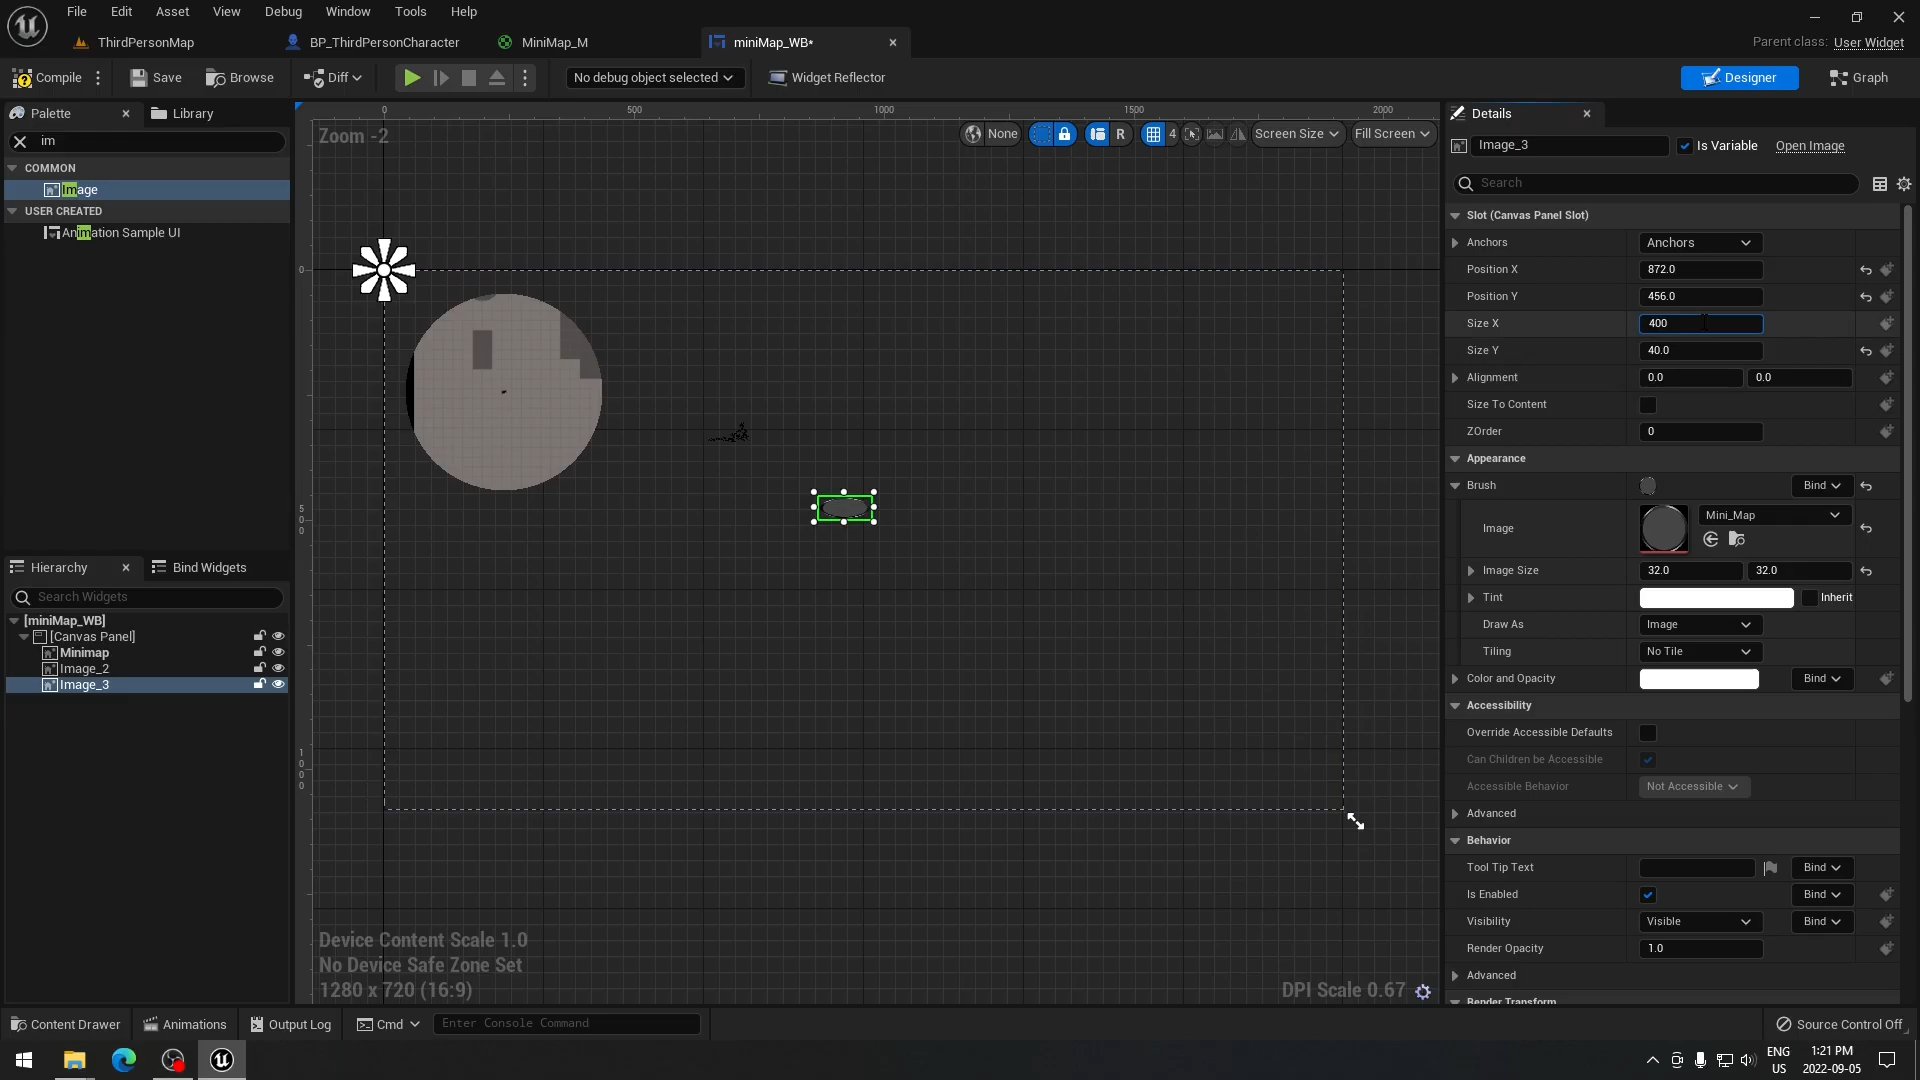 File Edit Asset View Debug Window Tools Help
ThirdPersonMap BP_ThirdPersonCharacter MiniMap_M miniMap_WB*
Parent class: User Widget
Compile Save Browse Diff No debug object selected Widget Reflector Designer Graph
Palette Library
im
COMMON
Image
USER CREATED
Animation Sample UI
Hierarchy Bind Widgets
Search Widgets
[miniMap_WB]
[Canvas Panel]
Minimap
Image_2
Image_3
0 500 1000 1500 2000
Zoom -2
None R 4 Screen Size Fill Screen
0
5
0
0
1
0
0
0
Device Content Scale 1.0
No Device Safe Zone Set
1280 x 720 (16:9)
DPI Scale 0.67
Details
Image_3 Is Variable Open Image
Search
Slot (Canvas Panel Slot)
Anchors Anchors
Position X 872.0
Position Y 456.0
Size X 400
Size Y 40.0
Alignment 0.0 0.0
Size To Content
ZOrder 0
Appearance
Brush Bind
Image Mini_Map
Image Size 32.0 32.0
Tint Inherit
Draw As Image
Tiling No Tile
Color and Opacity Bind
Accessibility
Override Accessible Defaults
Can Children be Accessible
Accessible Behavior Not Accessible
Advanced
Behavior
Tool Tip Text Bind
Is Enabled Bind
Visibility Visible Bind
Render Opacity 1.0
Advanced
Render Transform
Content Drawer Animations Output Log Cmd Enter Console Command Source Control Off
ENG
US
1:21 PM
2022-09-05